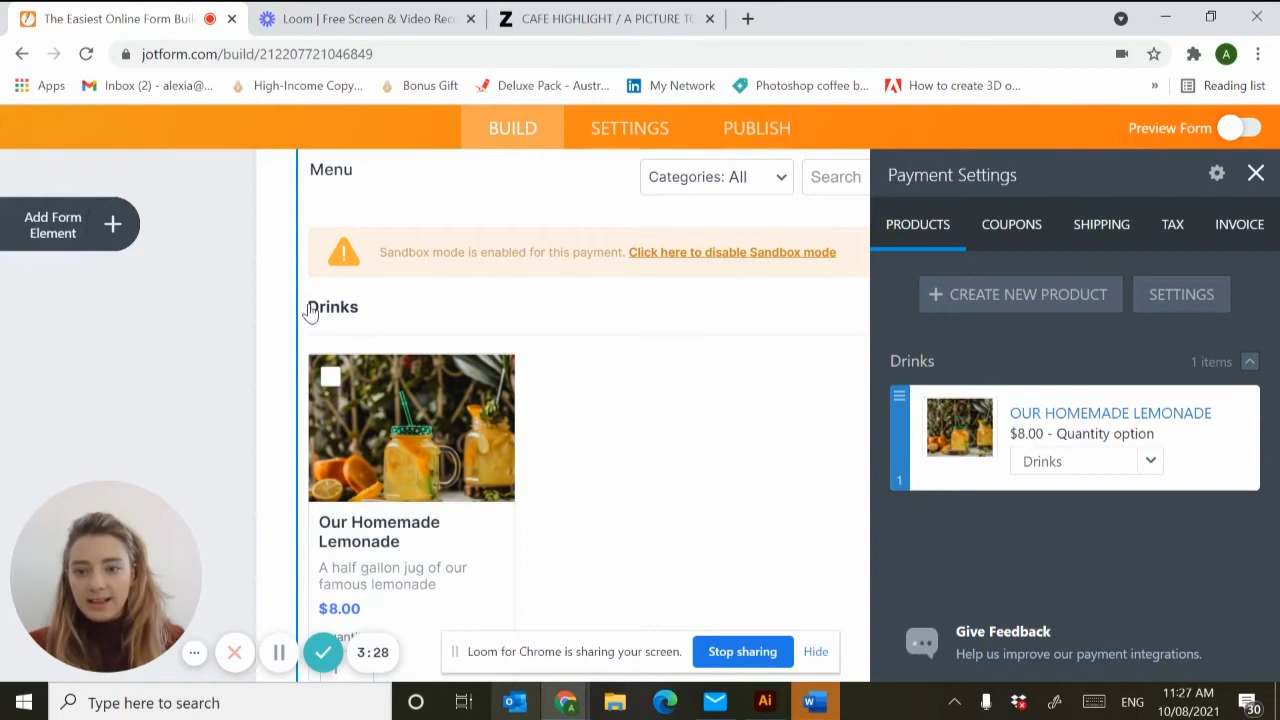 The Easiest Online Form Buil
Loom | Free Screen & Video Rec
CAFE HIGHLIGHT / A PICTURE TO
jotform.com/build/212207721046849
A
Apps
Inbox (2) - alexia@...
High-Income Copy...
Bonus Gift
Deluxe Pack - Austr...
My Network
Photoshop coffee b...
How to create 3D o...
»
Reading list
BUILD
SETTINGS
PUBLISH
Preview Form
Menu
Categories: All
Search
Payment Settings
Add Form
Element
PRODUCTS
COUPONS
SHIPPING
TAX
INVOICE
Sandbox mode is enabled for this payment. Click here to disable Sandbox mode
CREATE NEW PRODUCT
SETTINGS
Drinks
Drinks
1 items
OUR HOMEMADE LEMONADE
$8.00 - Quantity option
Drinks
1
Our Homemade
Lemonade
A half gallon jug of our
famous lemonade
$8.00
Give Feedback
Help us improve our payment integrations.
3:28
Loom for Chrome is sharing your screen.
Stop sharing
Hide
Type here to search
ENG
11:27 AM
10/08/2021
30